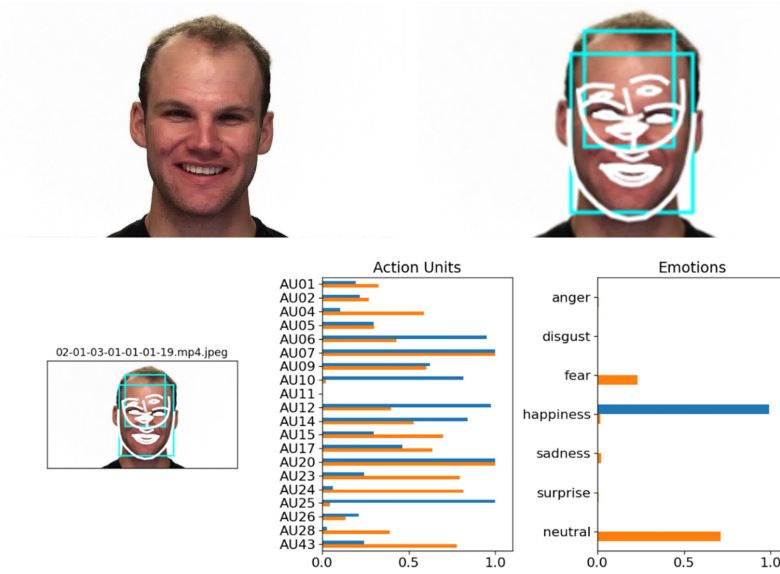 Action Units
Emotions
AU01
AU02
AU04
AU05
AU06
AU07
AU09
AU10
AU11
AU12
AU14
AU15
AU17
AU20
AU23
AU24
AU25
AU26
AU28
AU43
0.0 0.5 1.0
anger
disgust
fear
happiness
sadness
surprise
neutral
0.0 0.5 1.0
02-01-03-01-01-01-19.mp4.jpeg